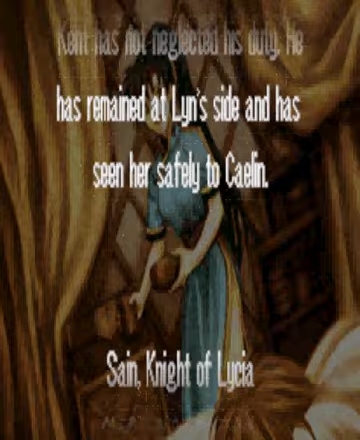 Kent has not neglected his duty. He
has remained at Lyn's side and has
seen her safely to Caelin.
Sain, Knight of Lycia